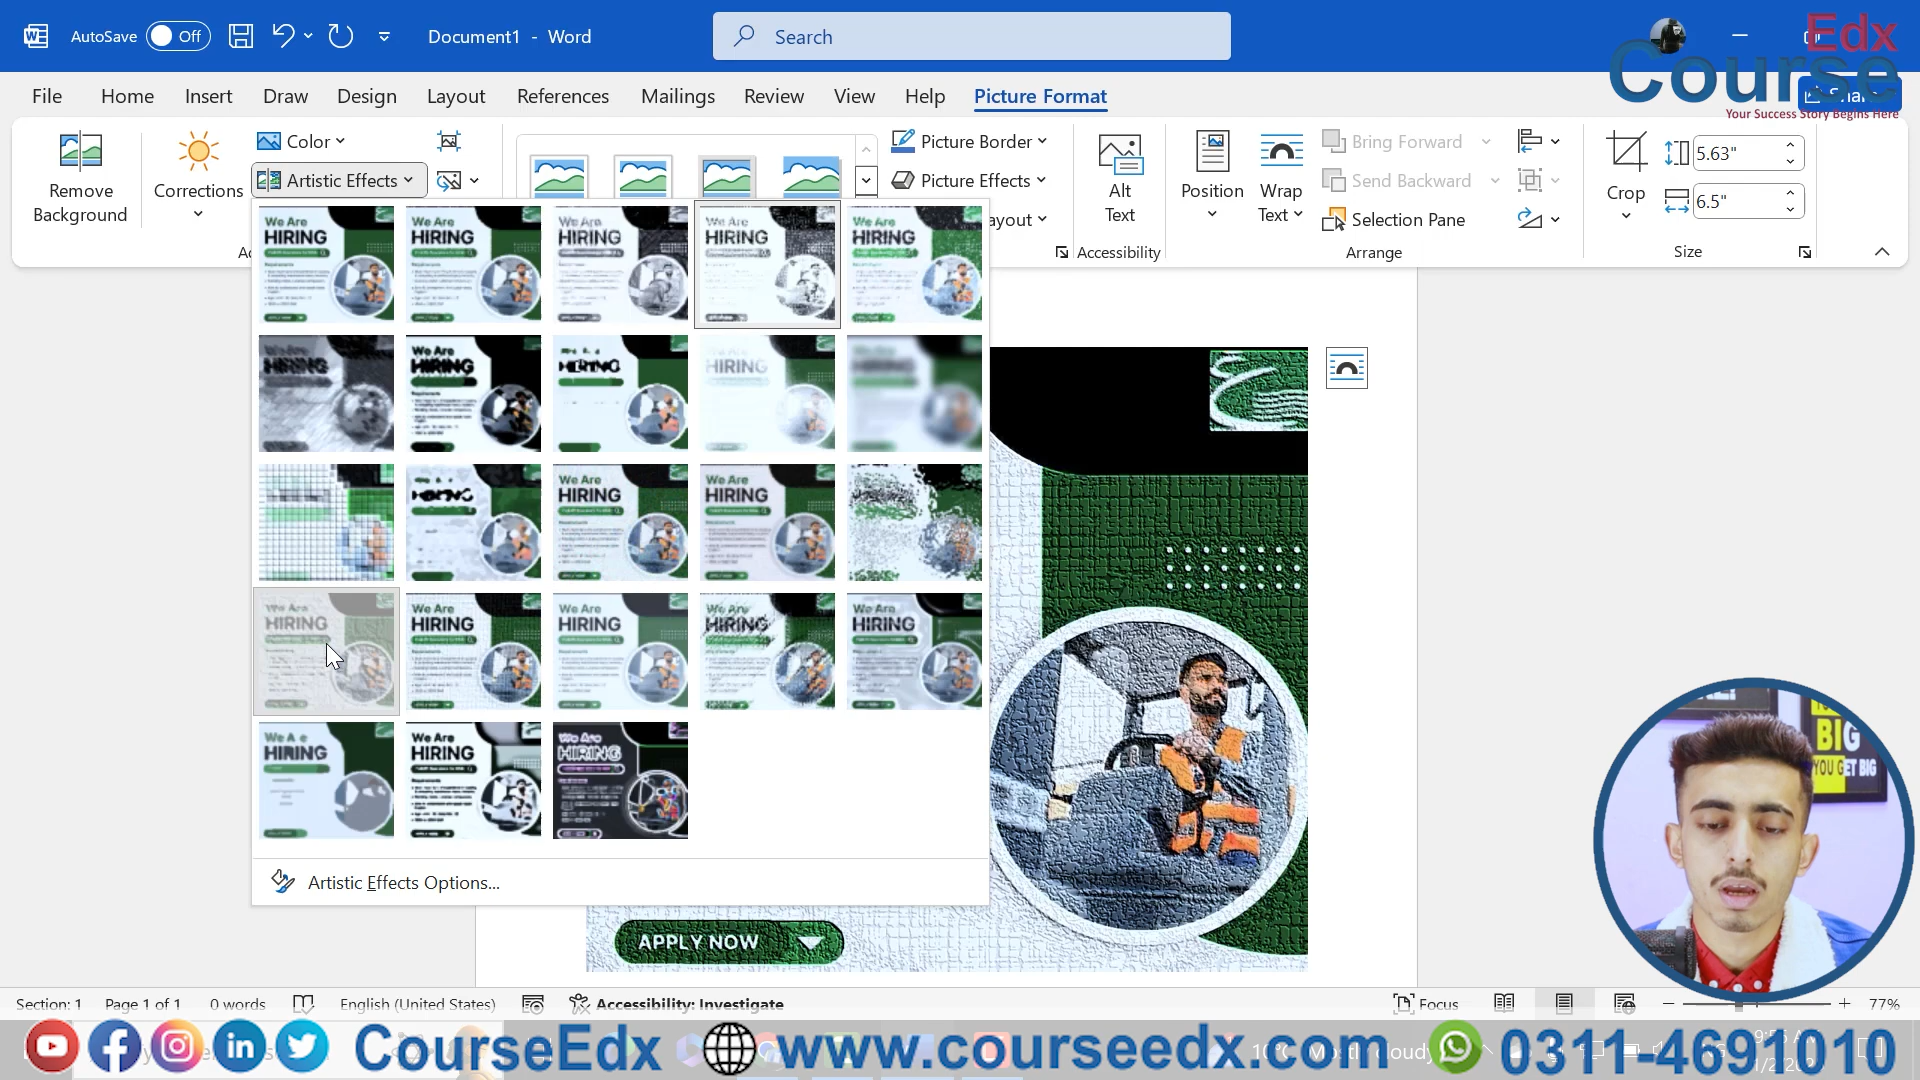 AutoSave Off Document1 - Word Search
Edx
Course
Your Success Story Begins Here
File Home Insert Draw Design Layout References Mailings Review View Help Picture Format
Remove Background
Corrections
Color
Artistic Effects
Picture Border
Picture Effects
Alt Text
Accessibility
Position
Wrap Text
Bring Forward
Send Backward
Selection Pane
Arrange
Crop
5.63"
6.5"
Size
We Are
HIRING
Artistic Effects Options...
APPLY NOW
BIG
YOU GET BIG
Section: 1 Page 1 of 1 0 words English (United States) Accessibility: Investigate Focus 77%
CourseEdx www.courseedx.com 0311-4691010